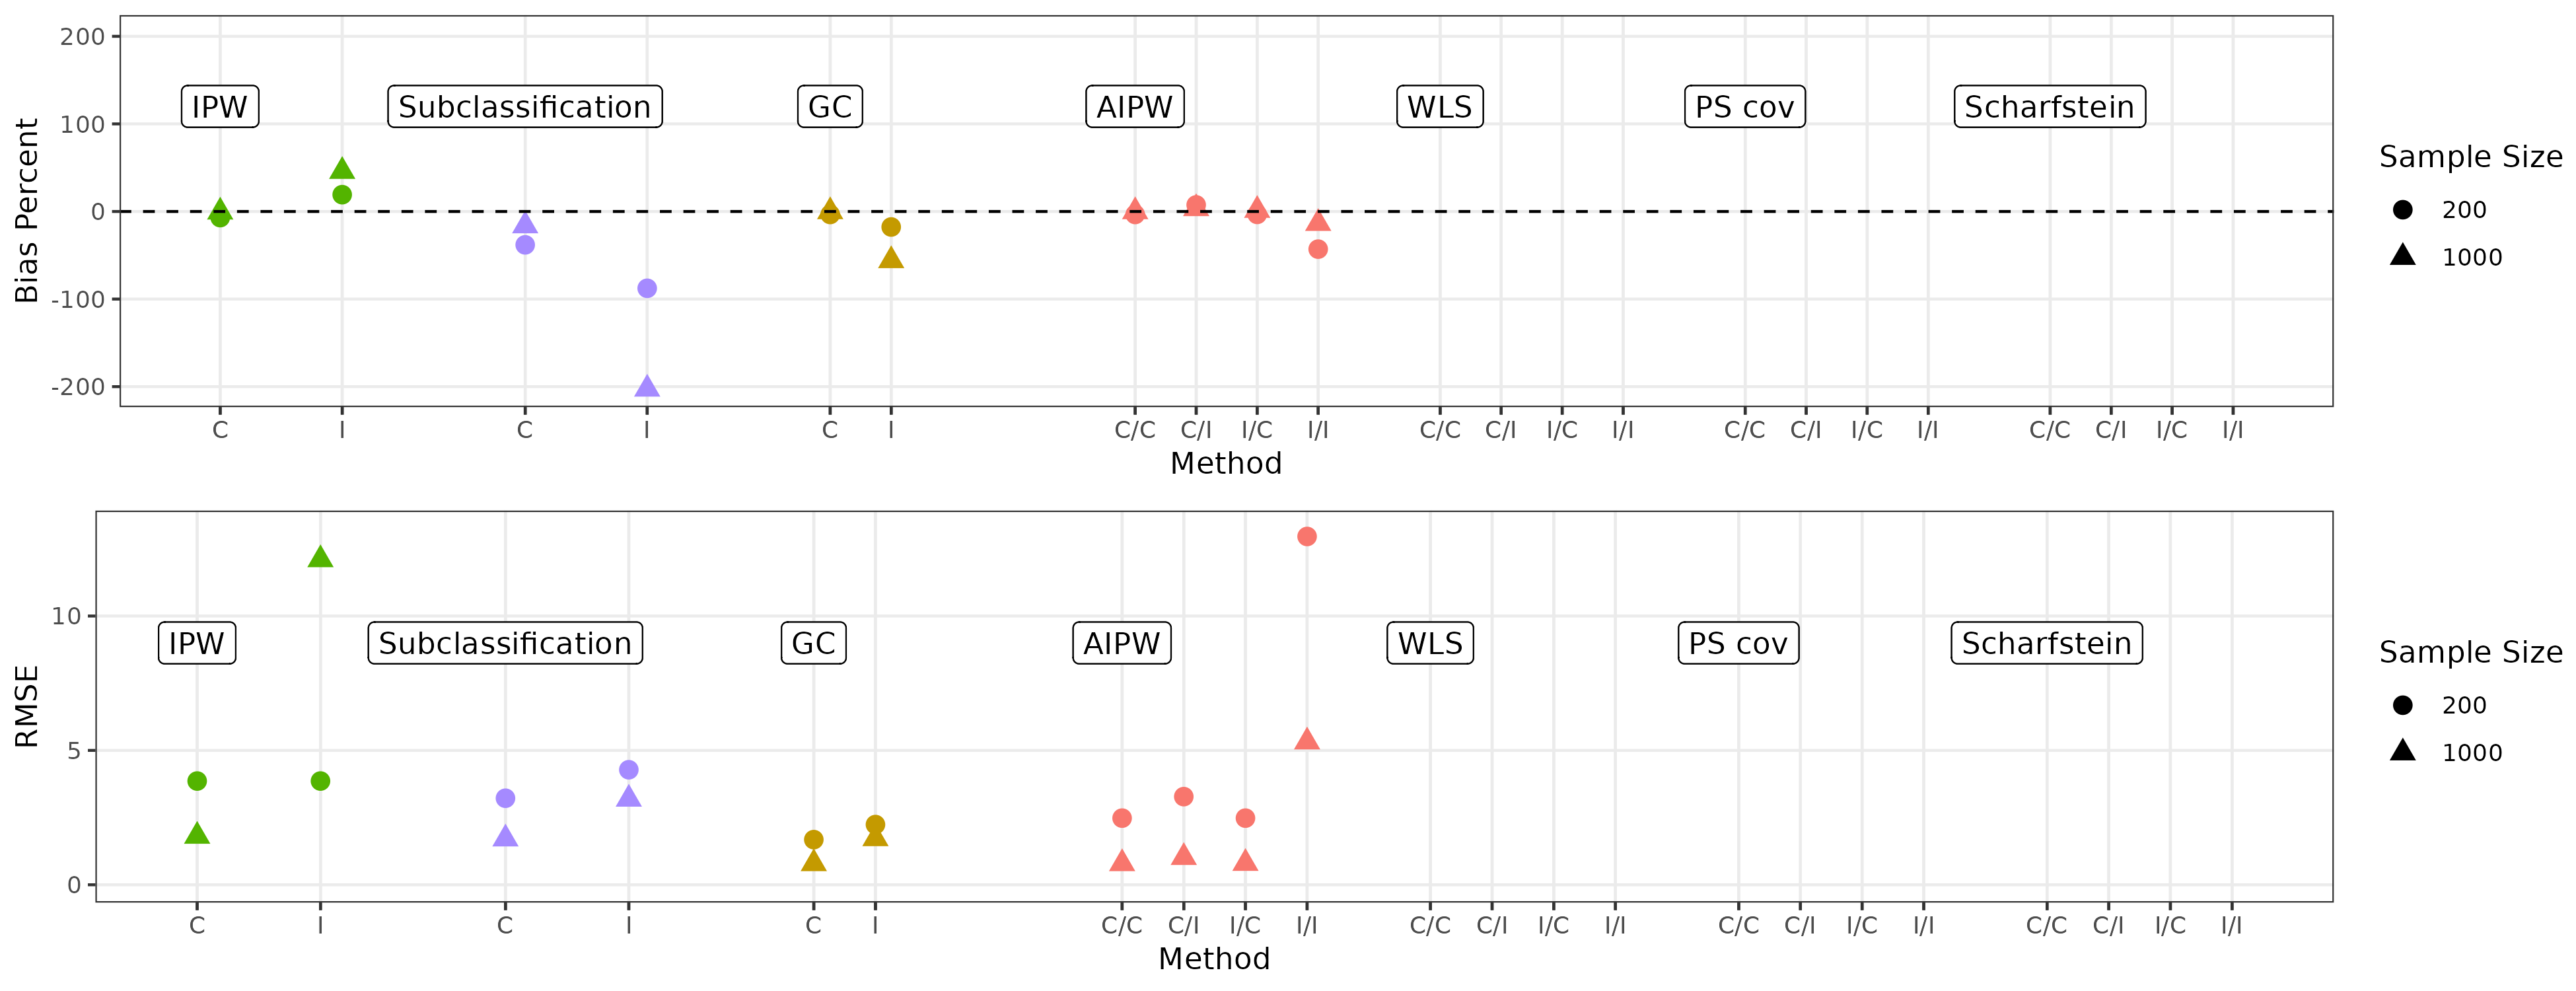 200
100
0
-100
-200
Bias Percent
IPW Subclassification GC AIPW WLS PS cov Scharfstein
C I C I C I C/C C/I I/C I/I C/C C/I I/C I/I C/C C/I I/C I/I C/C C/I I/C I/I
Method
Sample Size
200
1000
10
5
0
RMSE
IPW Subclassification GC AIPW WLS PS cov Scharfstein
C I C I C I C/C C/I I/C I/I C/C C/I I/C I/I C/C C/I I/C I/I C/C C/I I/C I/I
Method
Sample Size
200
1000